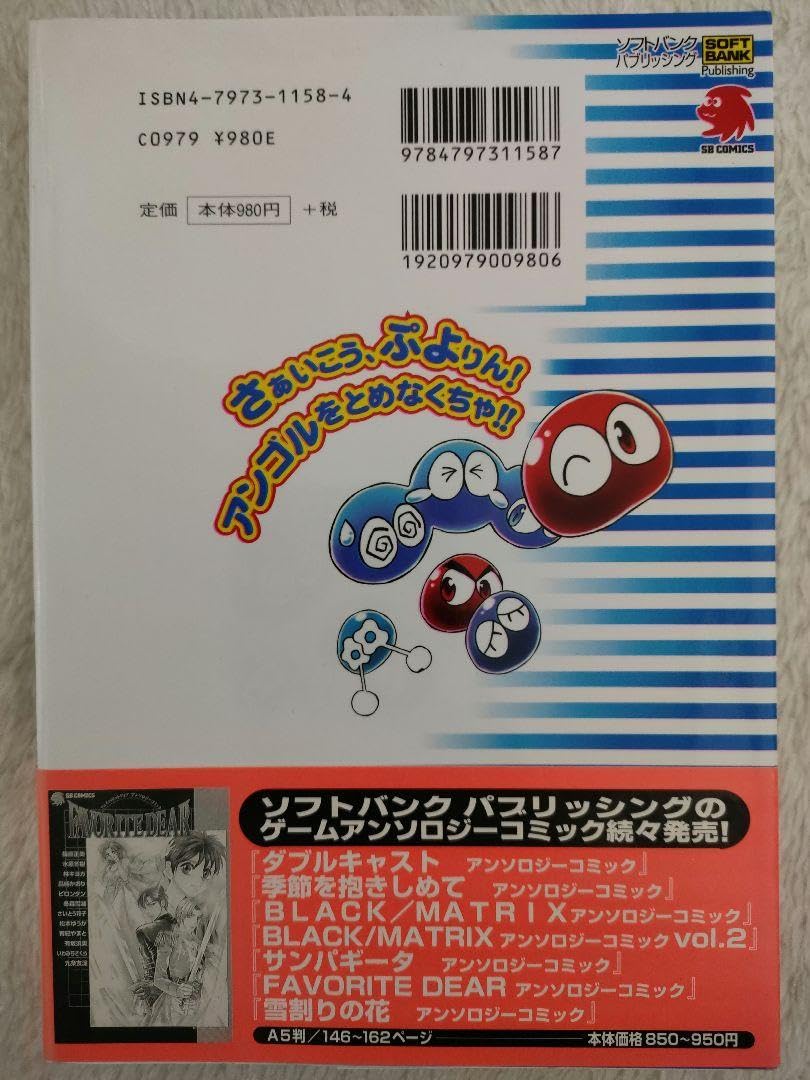 ソフトバンク
パブリッシング
SOFT
BANK
Publishing
SB COMICS
ISBN4-7973-1158-4
C0979 ¥980E
9784797311587
定価 本体980円 +税
1920979009806
さぁいこう、ぷよりん!
アンゴルをとめなくちゃ!!
SB COMICS
FAVORITE DEAR
ソフトバンク パブリッシングの
ゲームアンソロジーコミック続々発売!
『ダブルキャスト アンソロジーコミック』
『季節を抱きしめて アンソロジーコミック』
『BLACK/MATRIXアンソロジーコミック』
『BLACK/MATRIX アンソロジーコミック vol.2』
『サンパギータ アンソロジーコミック』
『FAVORITE DEAR アンソロジーコミック』
『雪割りの花 アンソロジーコミック』
A5判/146~162ページ 本体価格850~950円